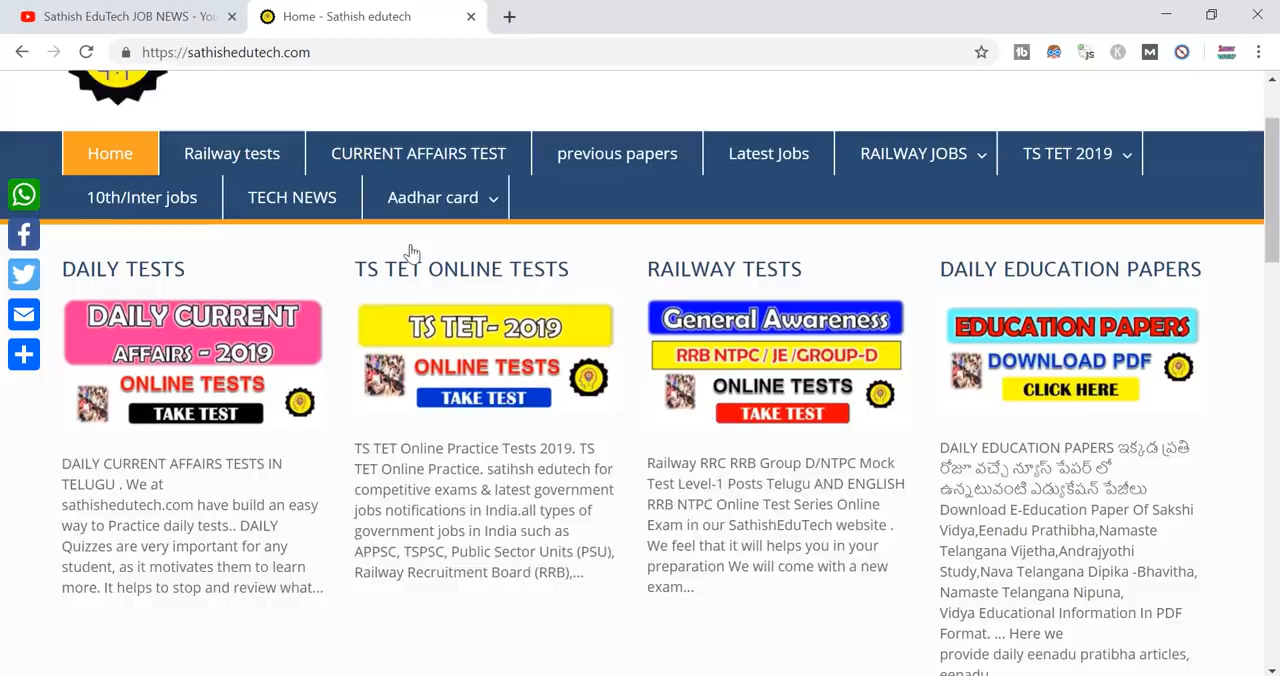 Sathish EduTech JOB NEWS - You
Home - Sathish edutech
https://sathishedutech.com
Home
Railway tests
CURRENT AFFAIRS TEST
previous papers
Latest Jobs
RAILWAY JOBS
TS TET 2019
10th/Inter jobs
TECH NEWS
Aadhar card
DAILY TESTS
DAILY CURRENT
AFFAIRS - 2019
ONLINE TESTS
TAKE TEST
DAILY CURRENT AFFAIRS TESTS IN
TELUGU . We at
sathishedutech.com have build an easy
way to Practice daily tests.. DAILY
Quizzes are very important for any
student, as it motivates them to learn
more. It helps to stop and review what...
TS TET ONLINE TESTS
TS TET- 2019
ONLINE TESTS
TAKE TEST
TS TET Online Practice Tests 2019. TS
TET Online Practice. satihsh edutech for
competitive exams & latest government
jobs notifications in India.all types of
government jobs in India such as
APPSC, TSPSC, Public Sector Units (PSU),
Railway Recruitment Board (RRB),...
RAILWAY TESTS
General Awareness
RRB NTPC / JE /GROUP-D
ONLINE TESTS
TAKE TEST
Railway RRC RRB Group D/NTPC Mock
Test Level-1 Posts Telugu AND ENGLISH
RRB NTPC Online Test Series Online
Exam in our SathishEduTech website .
We feel that it will helps you in your
preparation We will come with a new
exam...
DAILY EDUCATION PAPERS
EDUCATION PAPERS
DOWNLOAD PDF
CLICK HERE
DAILY EDUCATION PAPERS ఇక్కడ ప్రతి
రోజూ వచ్చే న్యూస్ పేపర్ లో
ఉన్నటువంటి ఎడ్యుకేషన్ పేజీలు
Download E-Education Paper Of Sakshi
Vidya,Eenadu Prathibha,Namaste
Telangana Vijetha,Andrajyothi
Study,Nava Telangana Dipika -Bhavitha,
Namaste Telangana Nipuna,
Vidya Educational Information In PDF
Format. ... Here we
provide daily eenadu pratibha articles,
eenadu